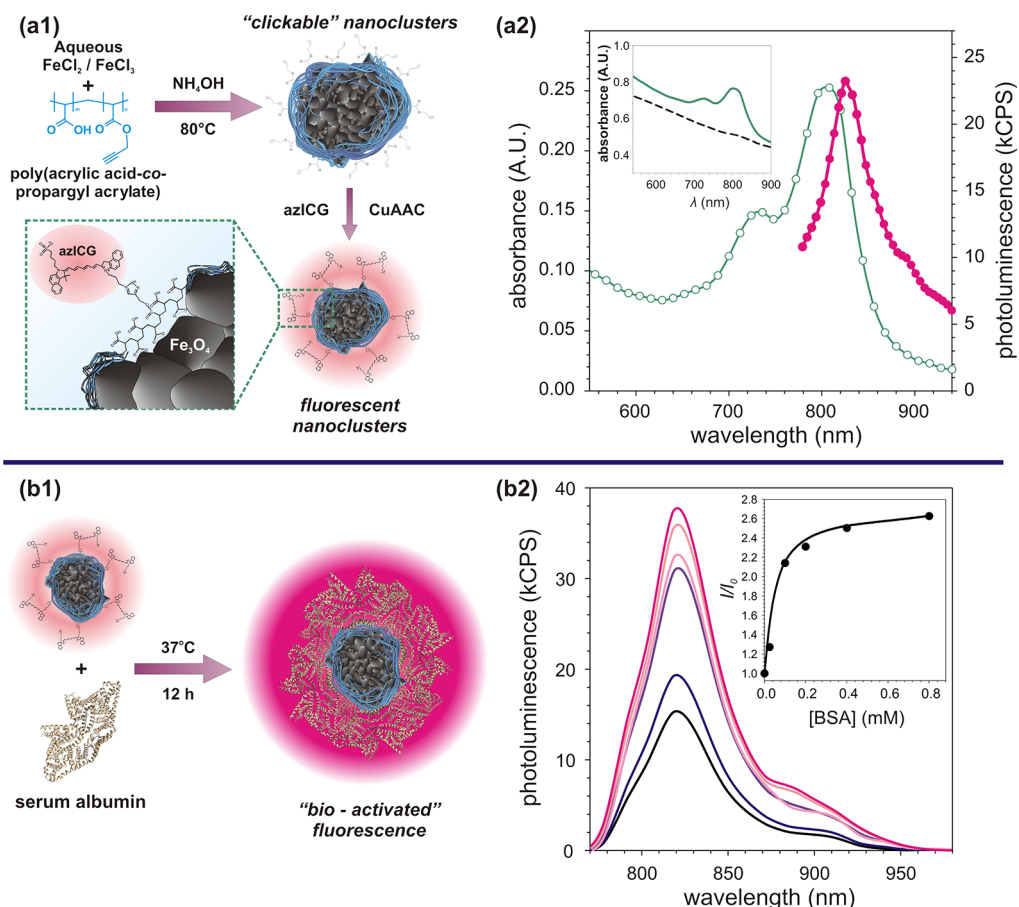 (a1)
"clickable" nanoclusters
Aqueous
FeCl2 / FeCl3
+
NH4OH
80°C
O
OH
O
O
m
n
poly(acrylic acid-co-
propargyl acrylate)
azICG
CuAAC
azICG
Fe3O4
fluorescent
nanoclusters
(a2)
absorbance (A.U.)
0.25
0.20
0.15
0.10
0.05
0.00
600
700
800
900
wavelength (nm)
25
20
15
10
5
0
photoluminescence (kCPS)
absorbance (A.U.)
1.0
0.8
0.6
0.4
600
700
800
900
λ (nm)
(b1)
+
37°C
12 h
serum albumin
"bio - activated"
fluorescence
(b2)
photoluminescence (kCPS)
40
30
20
10
0
800
850
900
950
wavelength (nm)
I/I0
2.8
2.6
2.4
2.2
2.0
1.8
1.6
1.4
1.2
1.0
0.0
0.2
0.4
0.6
0.8
[BSA] (mM)